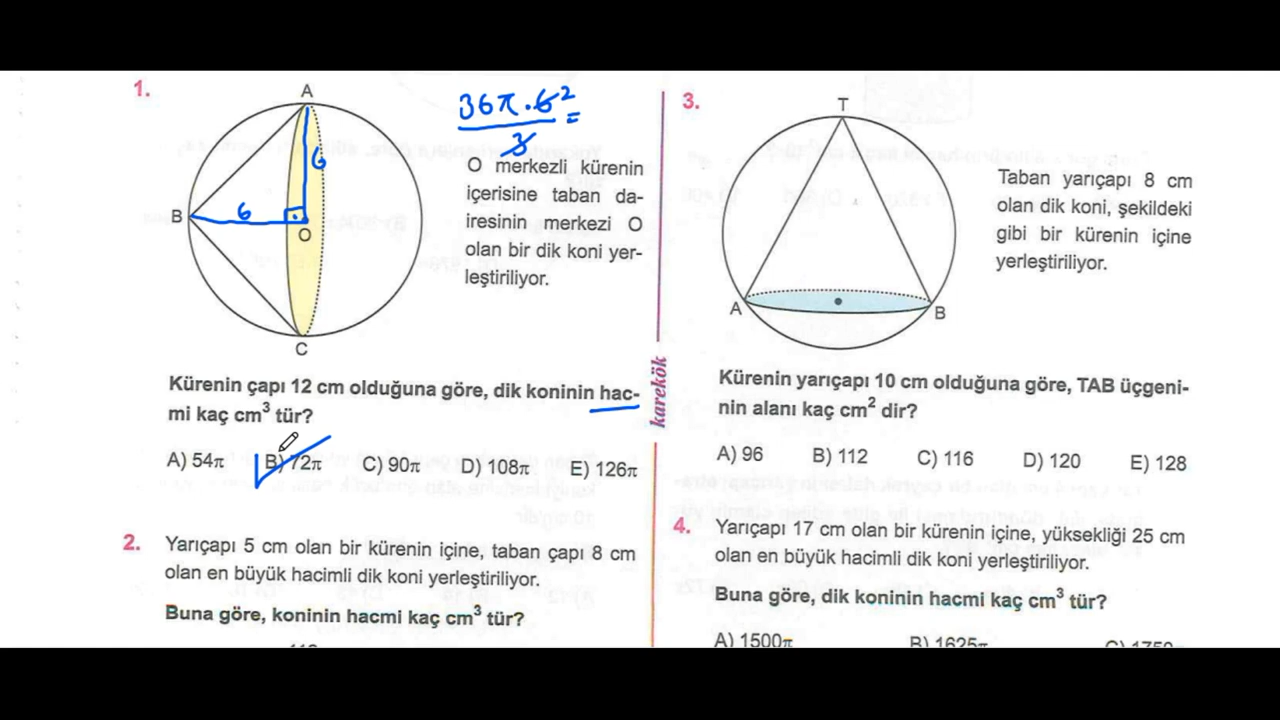 1.
A
B
C
O
6
6
36π.6² =
3
O merkezli kürenin
içerisine taban da-
iresinin merkezi O
olan bir dik koni yer-
leştiriliyor.
Kürenin çapı 12 cm olduğuna göre, dik koninin hac-
mi kaç cm³ tür?
A) 54π B) 72π C) 90π D) 108π E) 126π
2. Yarıçapı 5 cm olan bir kürenin içine, taban çapı 8 cm
olan en büyük hacimli dik koni yerleştiriliyor.
Buna göre, koninin hacmi kaç cm³ tür?
karekök
3.
T
A
B
Taban yarıçapı 8 cm
olan dik koni, şekildeki
gibi bir kürenin içine
yerleştiriliyor.
Kürenin yarıçapı 10 cm olduğuna göre, TAB üçgeni-
nin alanı kaç cm² dir?
A) 96 B) 112 C) 116 D) 120 E) 128
4. Yarıçapı 17 cm olan bir kürenin içine, yüksekliği 25 cm
olan en büyük hacimli dik koni yerleştiriliyor.
Buna göre, dik koninin hacmi kaç cm³ tür?
A) 1500π B) 1625π C) 1750π